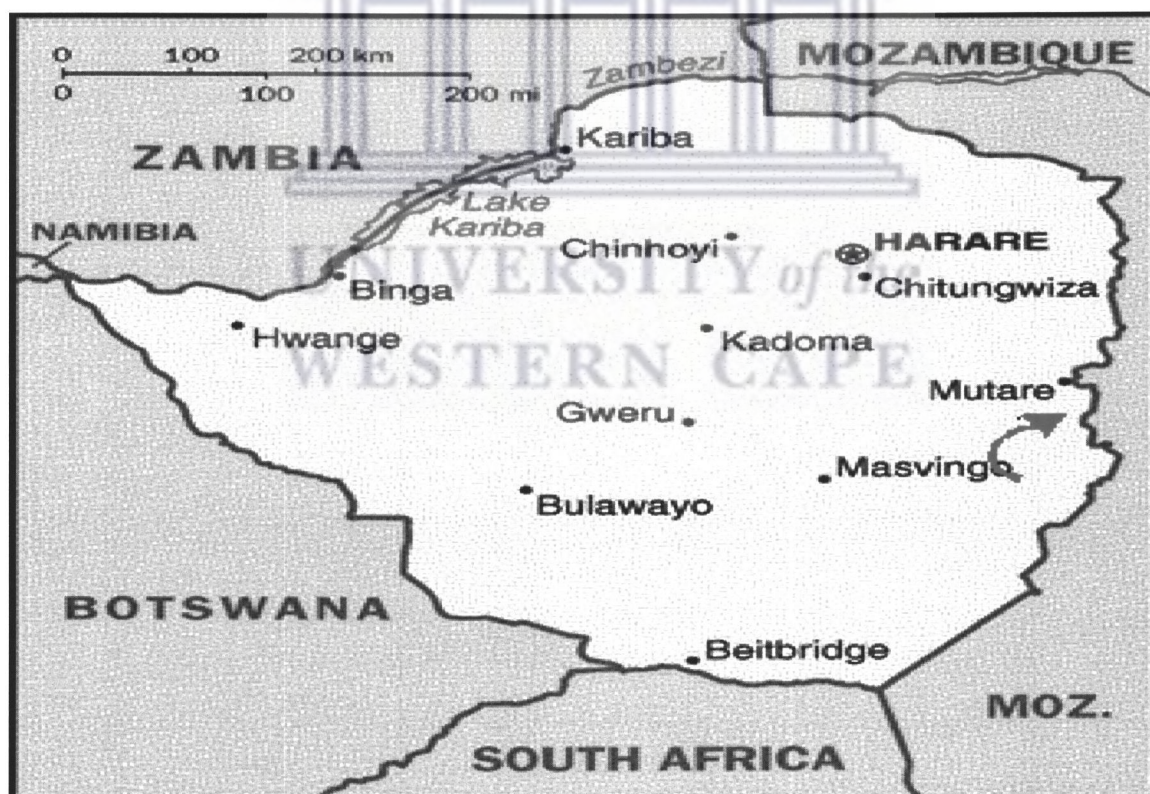 0 100 200 km
0 100 200 mi
Zambezi
MOZAMBIQUE
ZAMBIA
Kariba
Lake
Kariba
NAMIBIA
Chinhoyi
HARARE
UNIVERSITY of the
Binga
Chitungwiza
Hwange
Kadoma
WESTERN CAPE
Mutare
Gweru
Masvingo
Bulawayo
BOTSWANA
Beitbridge
MOZ.
SOUTH AFRICA